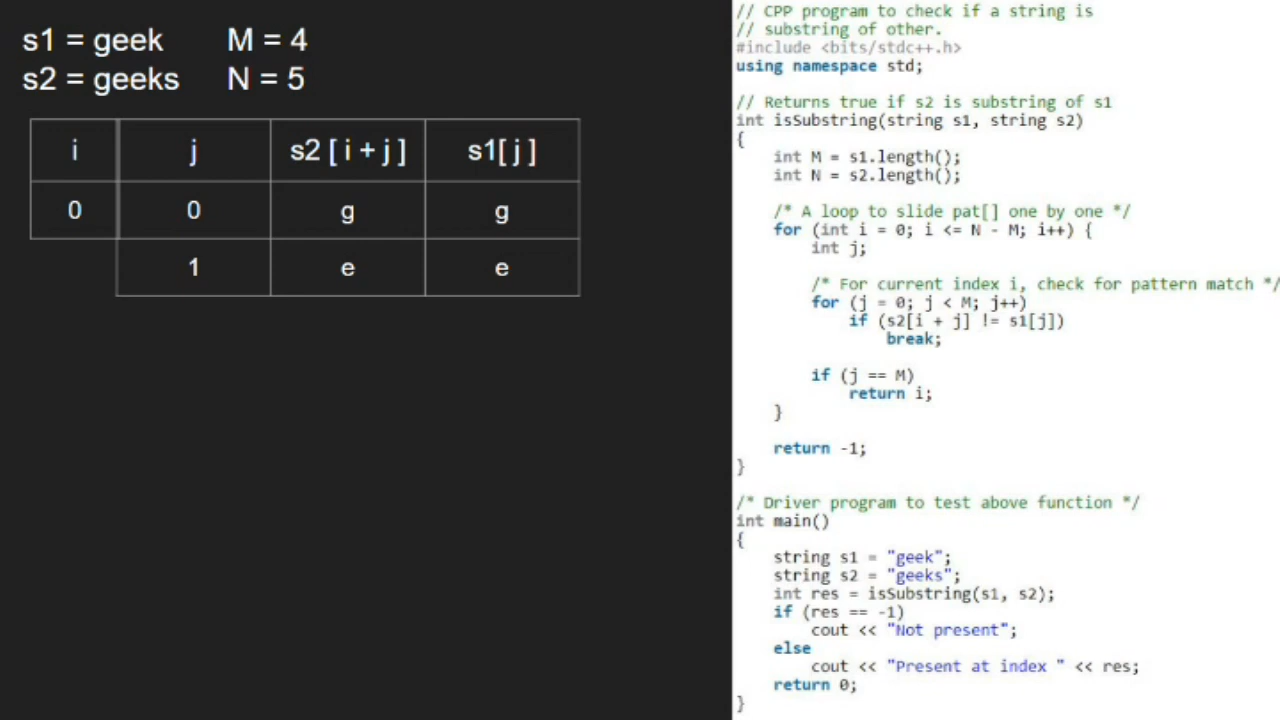 s1 = geek M = 4
s2 = geeks N = 5
i j s2 [ i + j ] s1[ j ]
0 0 g g
1 e e
// CPP program to check if a string is
// substring of other.
#include <bits/stdc++.h>
using namespace std;
// Returns true if s2 is substring of s1
int isSubstring(string s1, string s2)
{
    int M = s1.length();
    int N = s2.length();
    /* A loop to slide pat[] one by one */
    for (int i = 0; i <= N - M; i++) {
        int j;
        /* For current index i, check for pattern match */
        for (j = 0; j < M; j++)
            if (s2[i + j] != s1[j])
                break;
        if (j == M)
            return i;
    }
    return -1;
}
/* Driver program to test above function */
int main()
{
    string s1 = "geek";
    string s2 = "geeks";
    int res = isSubstring(s1, s2);
    if (res == -1)
        cout << "Not present";
    else
        cout << "Present at index " << res;
    return 0;
}